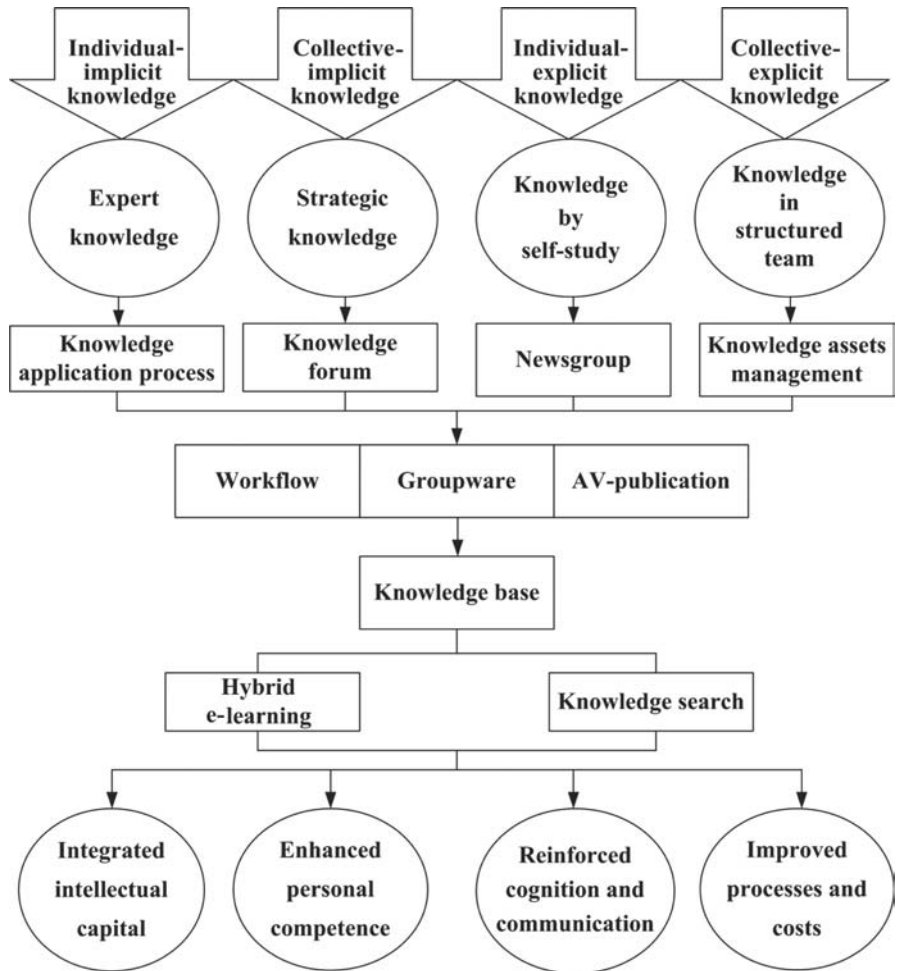 Individual-
implicit
knowledge
Collective-
implicit
knowledge
Individual-
explicit
knowledge
Collective-
explicit
knowledge
Expert
knowledge
Strategic
knowledge
Knowledge
by
self-study
Knowledge
in
structured
team
Knowledge
application process
Knowledge
forum
Newsgroup
Knowledge assets
management
Workflow
Groupware
AV-publication
Knowledge base
Hybrid
e-learning
Knowledge search
Integrated
intellectual
capital
Enhanced
personal
competence
Reinforced
cognition and
communication
Improved
processes and
costs